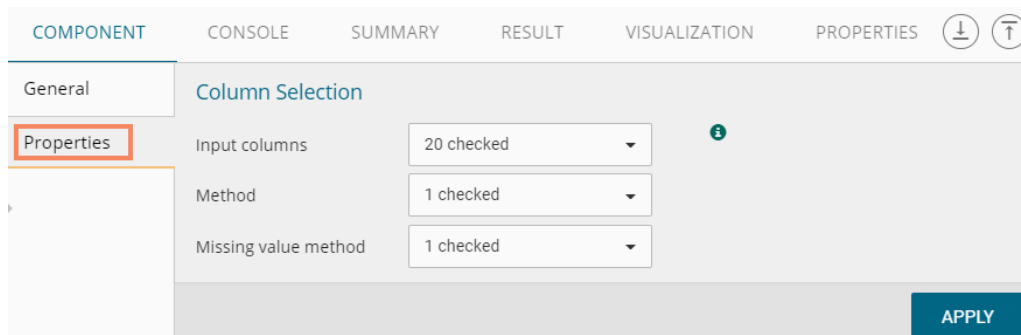 COMPONENT CONSOLE SUMMARY RESULT VISUALIZATION PROPERTIES
General
Properties
Column Selection
Input columns 20 checked
Method 1 checked
Missing value method 1 checked
APPLY